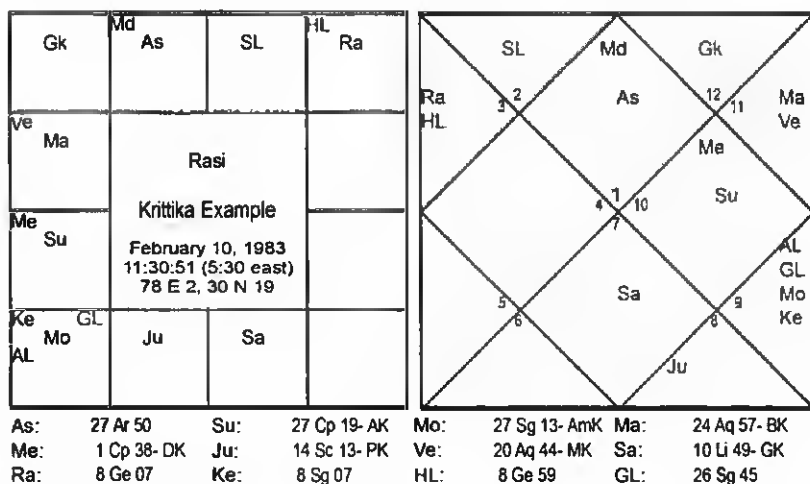 Gk
Md
As
SL
HL
Ra
Ve
Ma
Rasi
Krittika Example
February 10, 1983
11:30:51 (5:30 east)
78 E 2, 30 N 19
Me
Su
Ke
GL
Mo
AL
Ju
Sa
SL
Md
Gk
Ra
HL
3
2
As
12
11
Ma
Ve
Me
1
4
10
7
Su
AL
GL
Mo
Ke
Sa
5
6
9
8
Ju
As: 27 Ar 50 Su: 27 Cp 19- AK Mo: 27 Sg 13- AmK Ma: 24 Aq 57- BK
Me: 1 Cp 38- DK Ju: 14 Sc 13- PK Ve: 20 Aq 44- MK Sa: 10 Li 49- GK
Ra: 8 Ge 07 Ke: 8 Sg 07 HL: 8 Ge 59 GL: 26 Sg 45